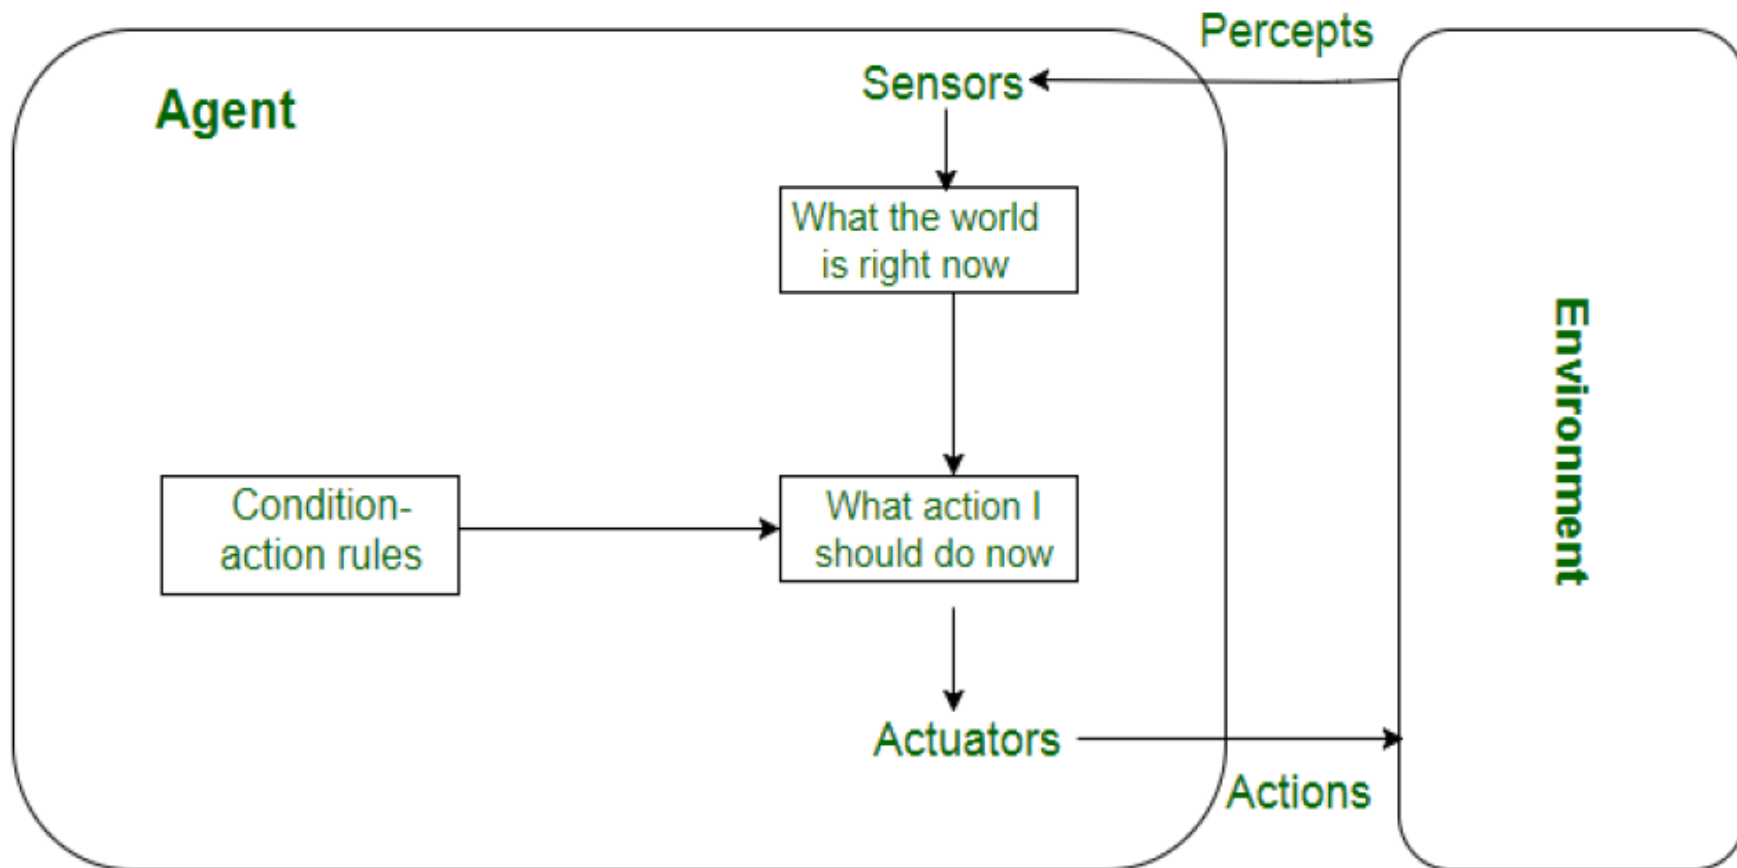 Percepts
Sensors
Agent
What the world
is right now
Environment
Condition-
action rules
What action I
should do now
Actuators
Actions